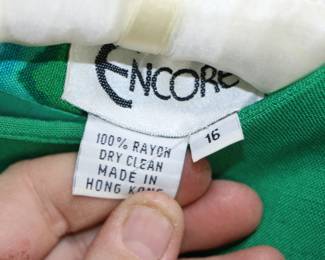 ENCORE
16
100% RAYON
DRY CLEAN
MADE IN
HONG KONG